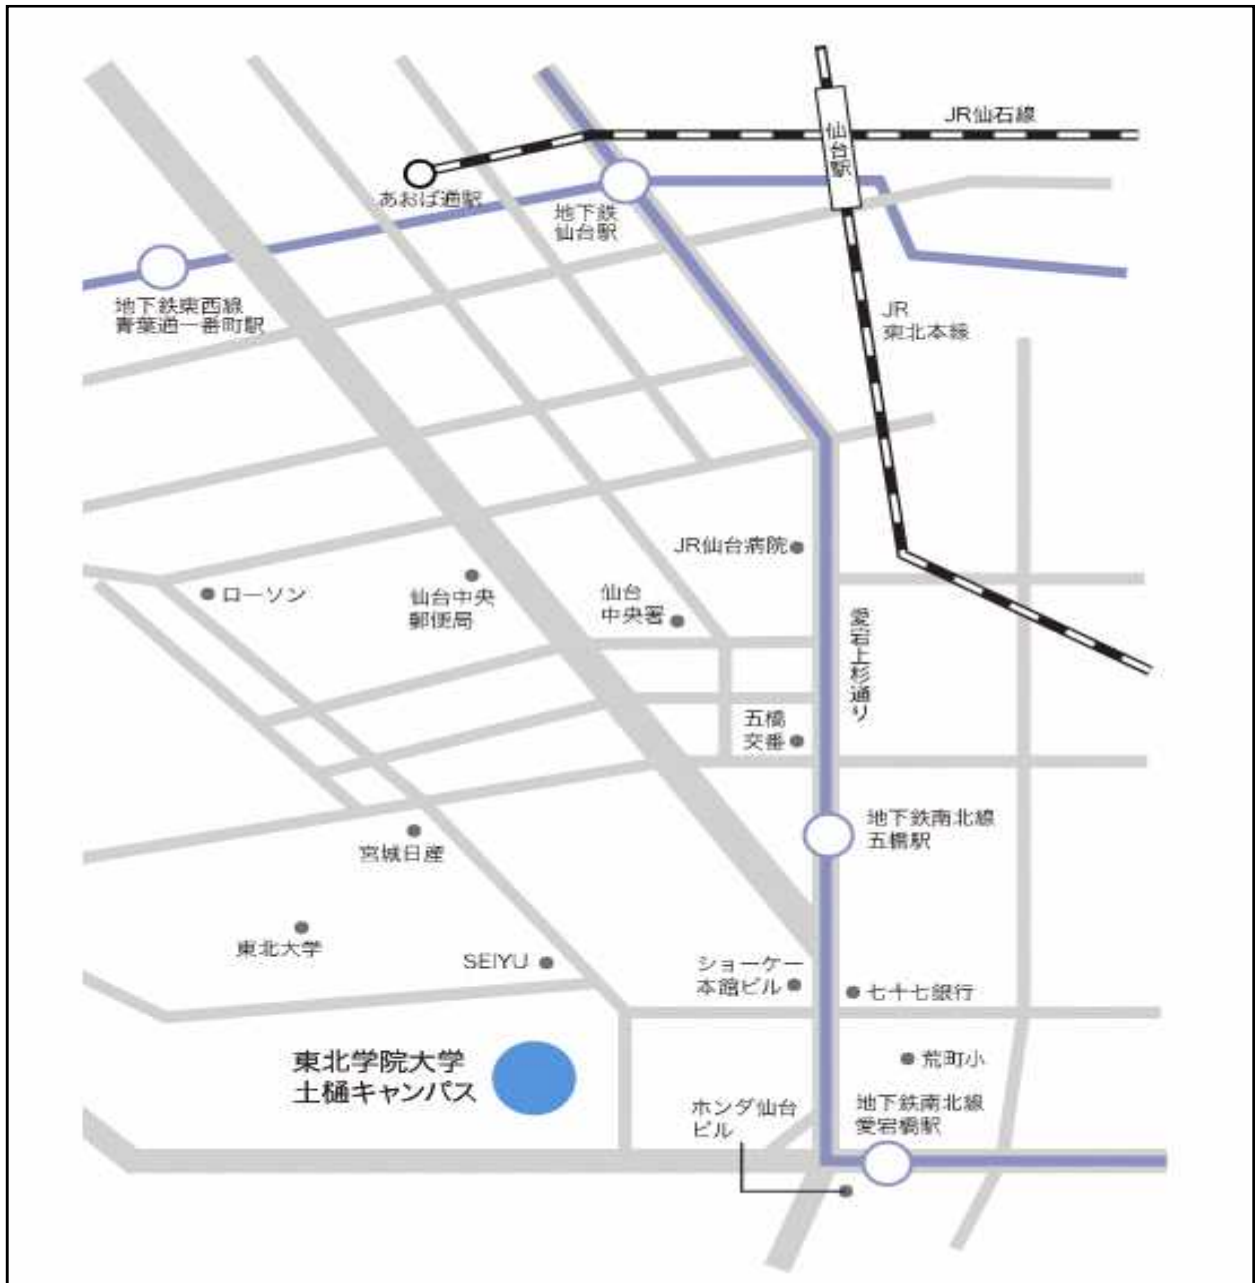 JR仙石線
仙台駅
あおば通駅
地下鉄
仙台駅
地下鉄東西線
青葉通一番町駅
JR
東北本線
JR仙台病院
ローソン
仙台中央
郵便局
仙台
中央署
愛宕上杉通り
五橋
交番
地下鉄南北線
五橋駅
宮城日産
東北大学
SEIYU
ショーケー
本館ビル
七十七銀行
東北学院大学
土樋キャンパス
荒町小
ホンダ仙台
ビル
地下鉄南北線
愛宕橋駅